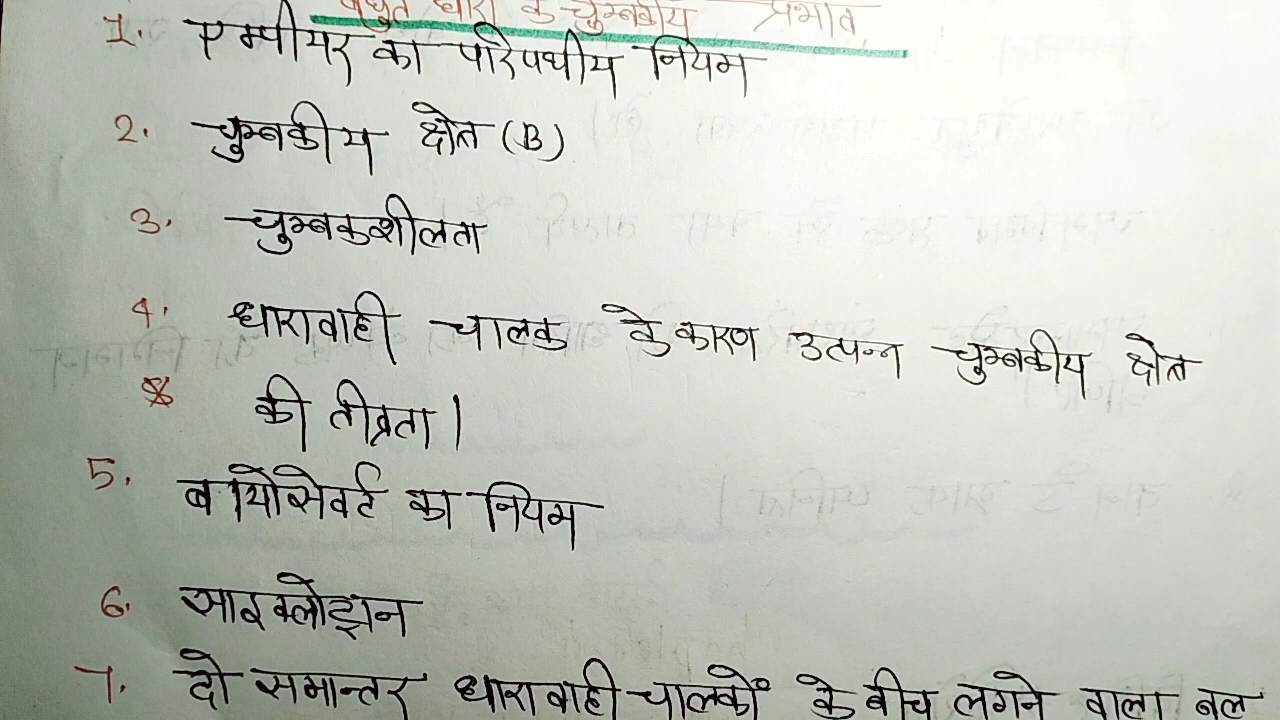 विद्युत धारा के चुम्बकीय प्रभाव
1. एम्पीयर का परिपथीय नियम
2. चुम्बकीय क्षेत्र (B)
3. चुम्बकशीलता
4. धारावाही चालक के कारण उत्पन्न चुम्बकीय क्षेत्र
की तीव्रता।
5. बायोसेवर्ट का नियम
6. साइक्लोट्रान
7. दो समान्तर धारावाही चालकों के बीच लगने वाला बल